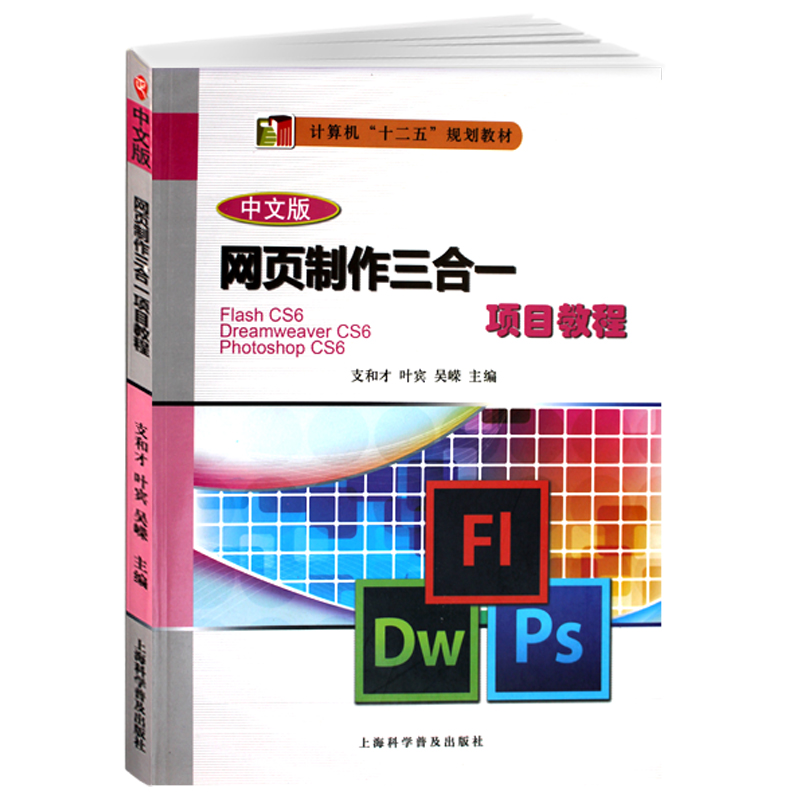 计算机“十二五”规划教材
中文版
网页制作三合一
项目教程
Flash CS6
Dreamweaver CS6
Photoshop CS6
支和才 叶宾 吴嵘 主编
Fl
Dw
Ps
上海科学普及出版社
中文版
网页制作三合一 项目教程
支和才 叶宾 吴嵘 主编
上海科学普及出版社